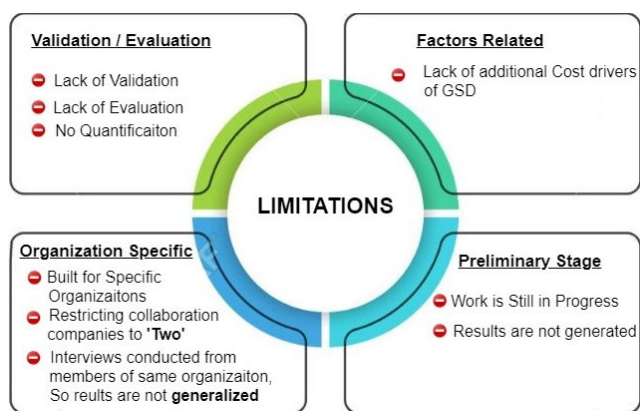 Validation / Evaluation
Lack of Validation
Lack of Evaluation
No Quantificaiton
Factors Related
Lack of additional Cost drivers
of GSD
LIMITATIONS
Organization Specific
Built for Specific
Organizaitons
Restricting collaboration
companies to 'Two'
Interviews conducted from
members of same organizaiton,
So reults are not generalized
Preliminary Stage
Work is Still in Progress
Results are not generated